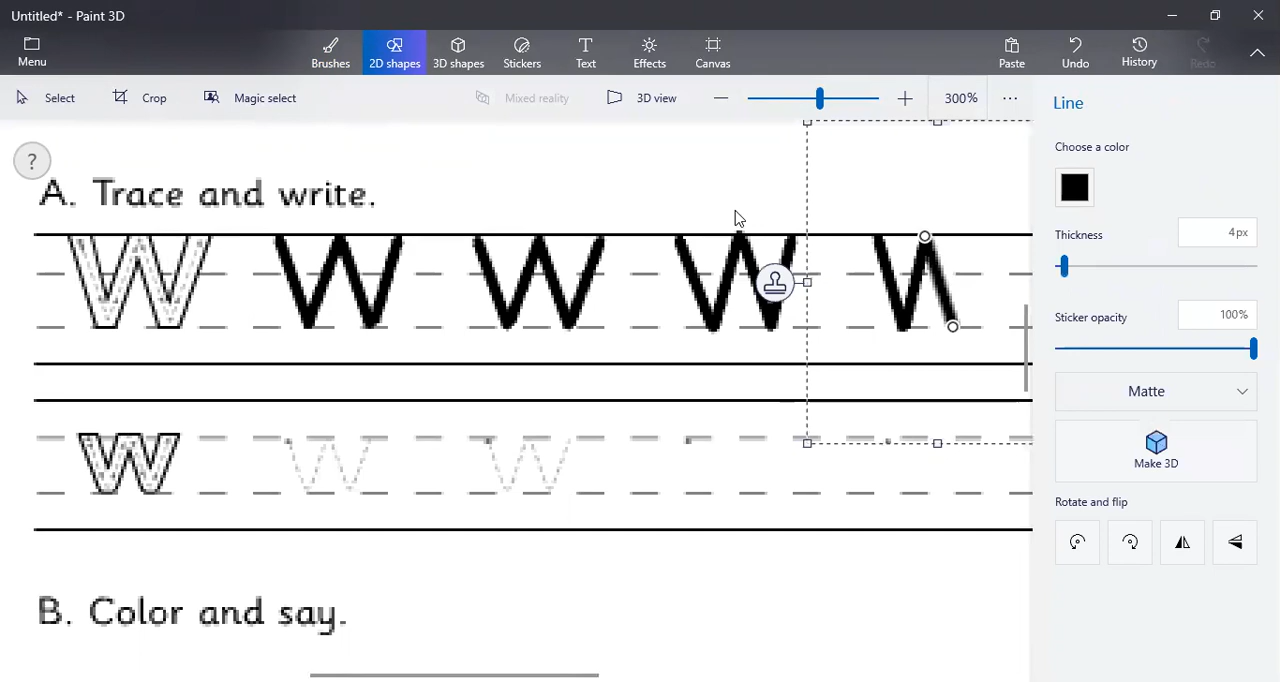 Untitled* - Paint 3D
Menu
Brushes
2D shapes
3D shapes
Stickers
Text
Effects
Canvas
Paste
Undo
History
Redo
Select
Crop
Magic select
Mixed reality
3D view
300%
Line
Choose a color
Thickness
4px
Sticker opacity
100%
Matte
Make 3D
Rotate and flip
?
A. Trace and write.
W W W W
w w w
B. Color and say.